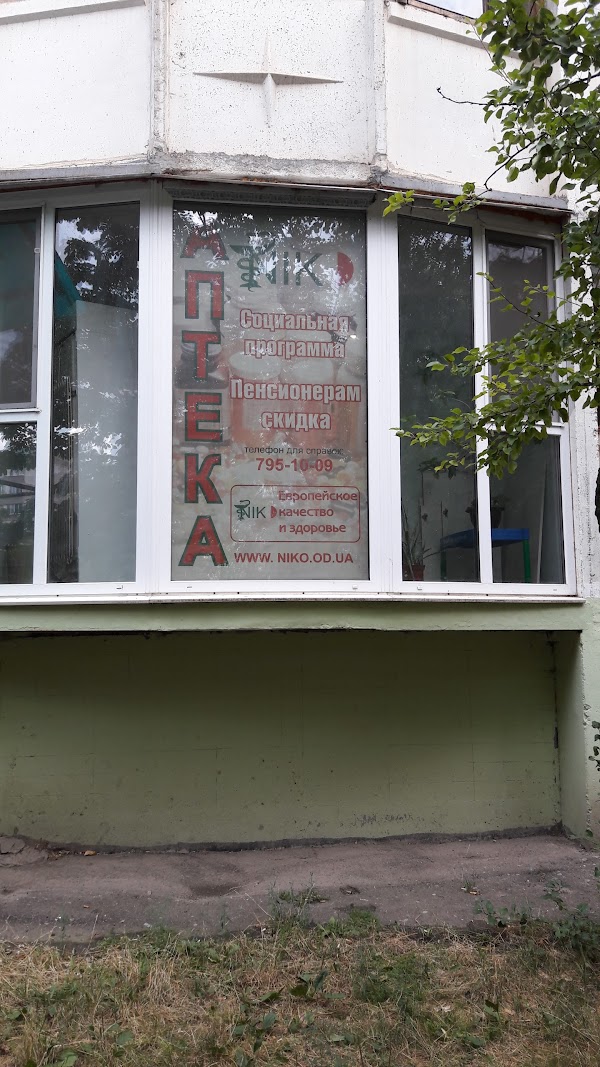 АПТЕКА
NIK
Социальная
программа
Пенсионерам
скидка
телефон для справок:
795-10-09
NIK
Европейское
качество
и здоровье
WWW. NIKO.OD.UA